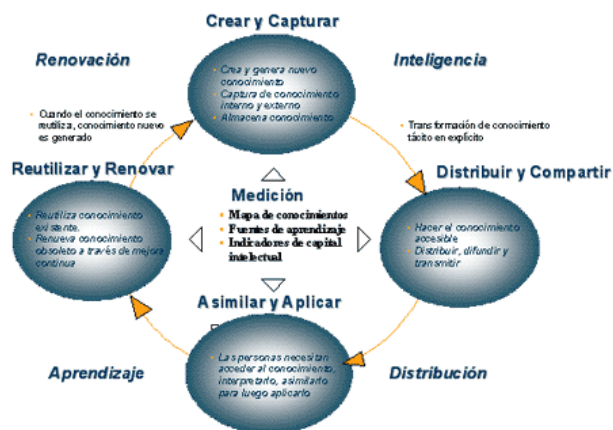 Crear y Capturar
Renovación
Inteligencia
Crea y genera nuevo
conocimiento
Captura de conocimiento
interno y externo
Almacena conocimiento
Cuando el conocimiento se
reutiliza, conocimiento nuevo
es generado
Transformación de conocimiento
tácito en explícito
Reutilizar y Renovar
Distribuir y Compartir
Medición
Mapa de conocimientos
Fuentes de aprendizaje
Indicadores de capital
intelectual
Reutiliza conocimiento
existente.
Renueva conocimiento
obsoleto a través de mejora
continua
Hacer el conocimiento
accesible
Distribuir, difundir y
transmitir
Asimilar y Aplicar
Las personas necesitan
acceder al conocimiento,
interpretarlo, asimilarlo
para luego aplicarlo
Aprendizaje
Distribución